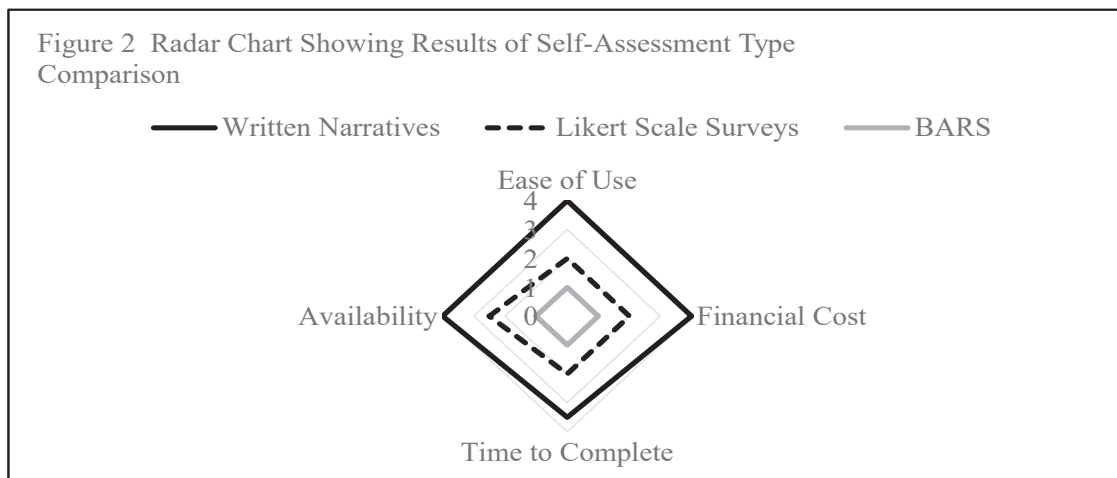 Figure 2  Radar Chart Showing Results of Self-Assessment Type
Comparison
Written Narratives
Likert Scale Surveys
BARS
Ease of Use
4
3
2
1
0
Availability
Financial Cost
Time to Complete